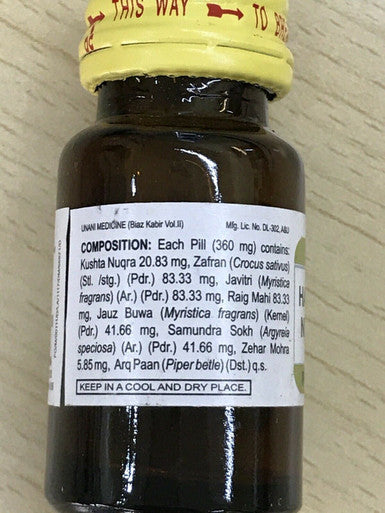 THIS WAY TO
UNANI MEDICINE (Biaz Kabir Vol.II) Mfg. Lic. No. DL-302, A&U
COMPOSITION: Each Pill (360 mg) contains:
Kushta Nuqra 20.83 mg, Zafran (Crocus sativus)
(Stl. /stg.) (Pdr.) 83.33 mg, Javitri (Myristica
fragrans) (Ar.) (Pdr.) 83.33 mg, Raig Mahi 83.33
mg, Jauz Buwa (Myristica fragrans) (Kernel)
(Pdr.) 41.66 mg, Samundra Sokh (Argyreia
speciosa) (Ar.) (Pdr.) 41.66 mg, Zehar Mohra
5.85 mg, Arq Paan (Piper betle) (Dst.) q.s.
KEEP IN A COOL AND DRY PLACE.